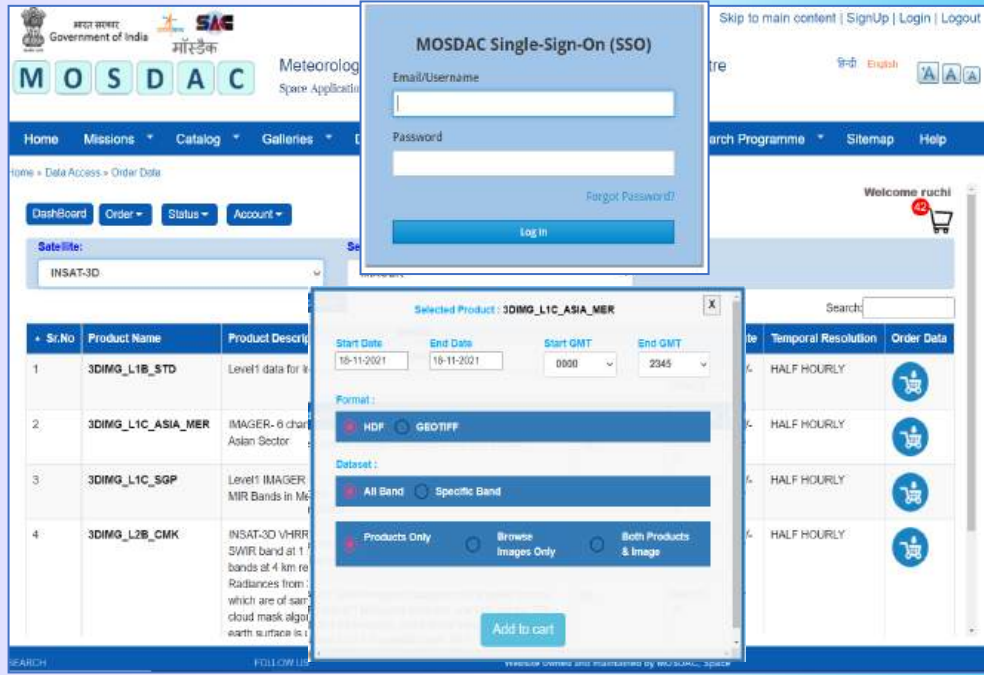 भारत सरकार
Government of India
SAC
मॉस्डैक
MOSDAC
Meteorolog
Space Applicatio
tre
Skip to main content | SignUp | Login | Logout
हिन्दी English
A A A
Home Missions Catalog Galleries D
arch Programme Sitemap Help
MOSDAC Single-Sign-On (SSO)
Email/Username
Password
Forgot Password?
Log In
Home » Data Access » Order Data
Welcome ruchi
42
DashBoard Order Status Account
Satellite:
Se
INSAT-3D
Search:
Sr.No Product Name Product Descrip
te Temporal Resolution Order Data
1 3DIMG_L1B_STD Level1 data for
HALF HOURLY
2 3DIMG_L1C_ASIA_MER IMAGER- 6 char
Asian Sector
HALF HOURLY
3 3DIMG_L1C_SGP Level1 IMAGER
MIR Bands in Me
HALF HOURLY
4 3DIMG_L2B_CMK INSAT-3D VHRR
SWIR band at 1
bands at 4 km re
Radiances from
which are of sam
cloud mask algor
earth surface is
HALF HOURLY
Selected Product : 3DIMG_L1C_ASIA_MER
X
Start Date End Date Start GMT End GMT
18-11-2021 18-11-2021 0000 2345
Format :
HDF GEOTIFF
Dataset :
All Band Specific Band
Products Only Browse Images Only Both Products & Image
Add to cart
SEARCH FOLLOW US
Website owned and maintained by MOSDAC, Space